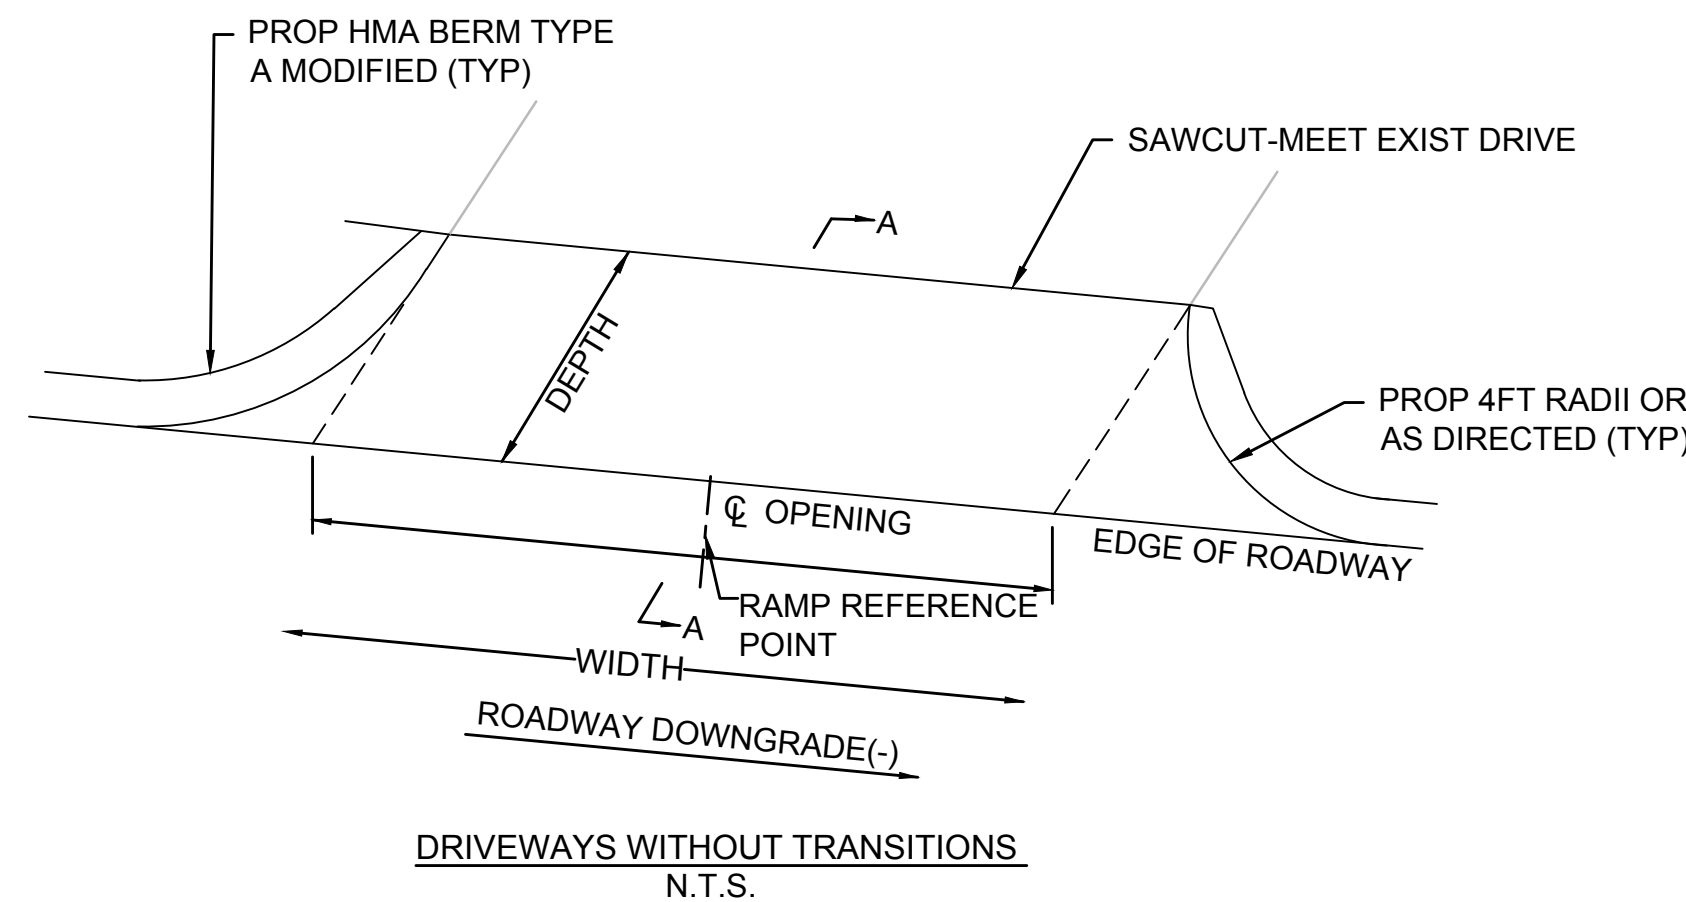 PROP HMA BERM TYPE
A MODIFIED (TYP)
SAWCUT-MEET EXIST DRIVE
A
DEPTH
PROP 4FT RADII OR
AS DIRECTED (TYP)
℄ OPENING
EDGE OF ROADWAY
RAMP REFERENCE
POINT
A
WIDTH
ROADWAY DOWNGRADE(-)
DRIVEWAYS WITHOUT TRANSITIONS
N.T.S.